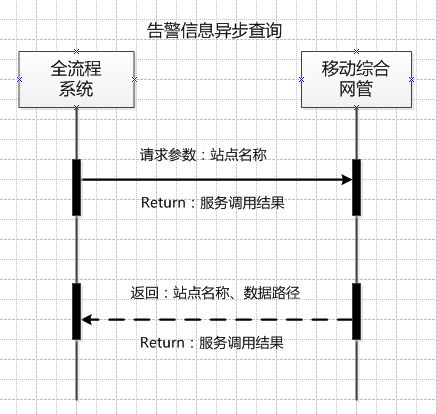 告警信息异步查询
全流程
系统
移动综合
网管
请求参数：站点名称
Return：服务调用结果
返回：站点名称、数据路径
Return：服务调用结果